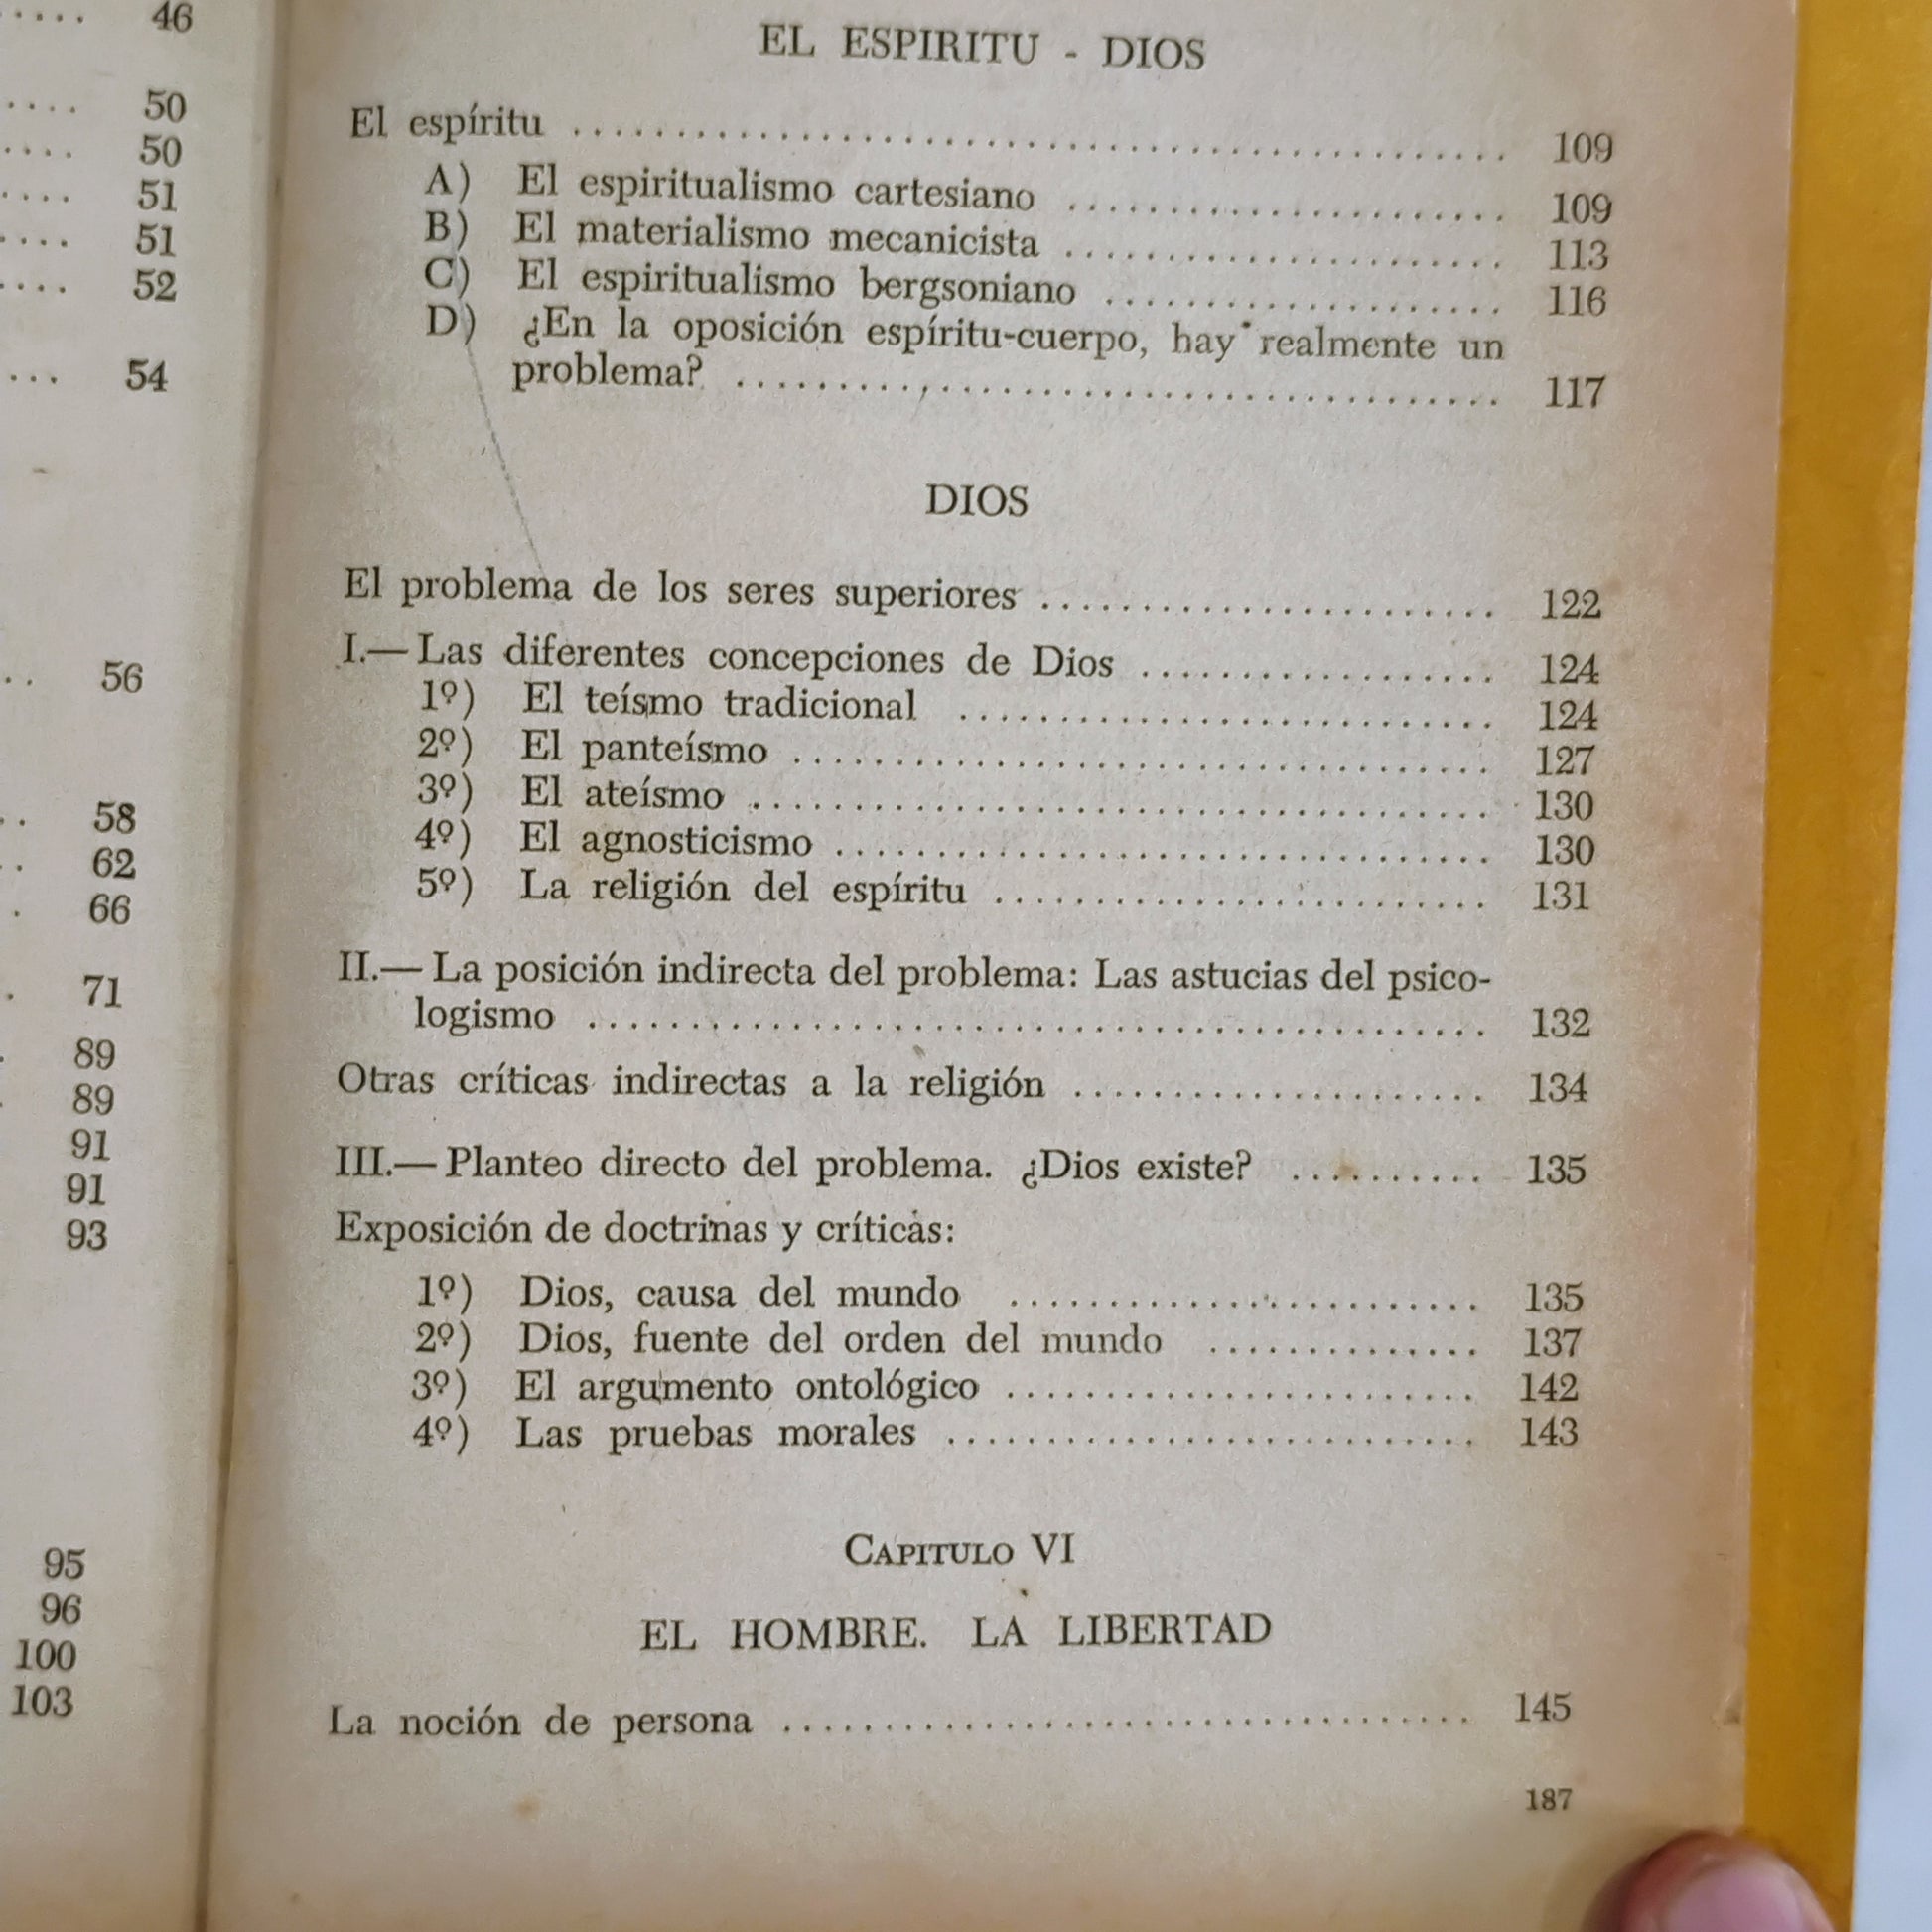 .... 46
.... 50
.... 50
.... 51
.... 51
.... 52
... 54
.. 56
.. 58
.. 62
. 66
. 71
. 89
. 89
91
91
93
95
96
100
103
EL ESPIRITU - DIOS
El espíritu ........................................ 109
A) El espiritualismo cartesiano ...................... 109
B) El materialismo mecanicista ...................... 113
C) El espiritualismo bergsoniano .................... 116
D) ¿En la oposición espíritu-cuerpo, hay realmente un
problema? ...................................... 117
DIOS
El problema de los seres superiores ....................... 122
I.— Las diferentes concepciones de Dios .................. 124
1º) El teísmo tradicional ........................... 124
2º) El panteísmo ................................... 127
3º) El ateísmo ..................................... 130
4º) El agnosticismo ................................. 130
5º) La religión del espíritu ......................... 131
II.— La posición indirecta del problema: Las astucias del psico-
logismo ............................................. 132
Otras críticas indirectas a la religión ..................... 134
III.— Planteo directo del problema. ¿Dios existe? .......... 135
Exposición de doctrinas y críticas:
1º) Dios, causa del mundo ........................ 135
2º) Dios, fuente del orden del mundo .............. 137
3º) El argumento ontológico ........................ 142
4º) Las pruebas morales ........................... 143
CAPITULO VI
EL HOMBRE. LA LIBERTAD
La noción de persona ................................... 145
187